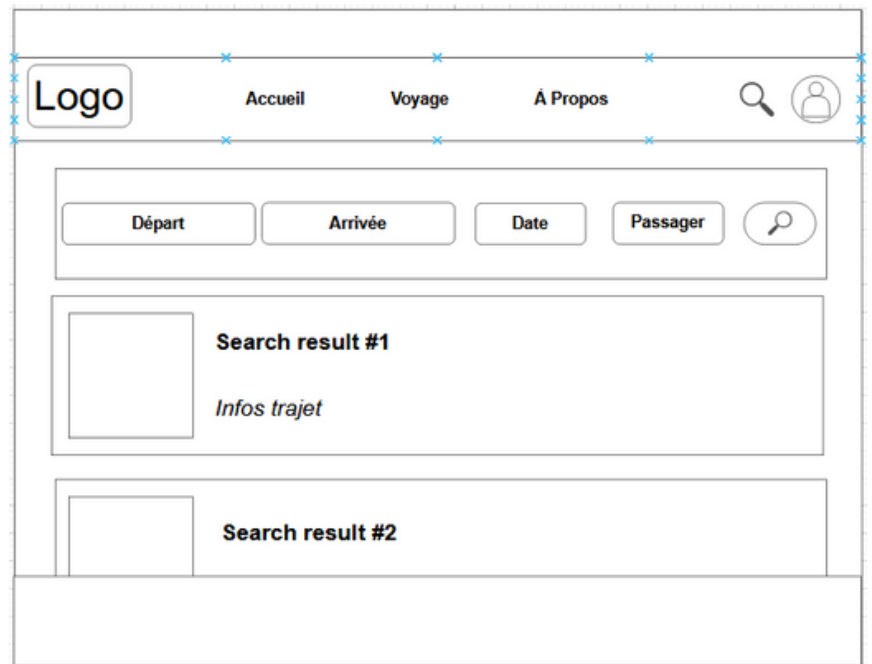 Logo
Accueil Voyage Á Propos
Départ Arrivée Date Passager
Search result #1
Infos trajet
Search result #2